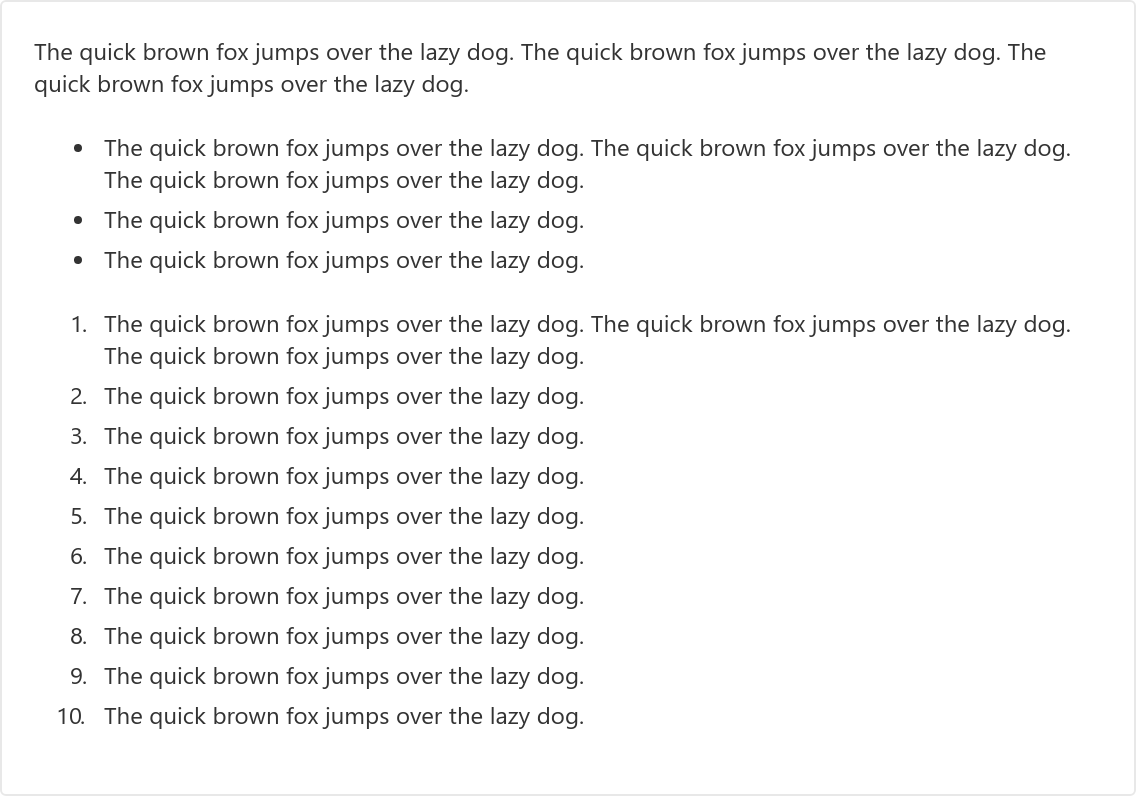 The quick brown fox jumps over the lazy dog. The quick brown fox jumps over the lazy dog. The
quick brown fox jumps over the lazy dog.
• The quick brown fox jumps over the lazy dog. The quick brown fox jumps over the lazy dog.
The quick brown fox jumps over the lazy dog.
• The quick brown fox jumps over the lazy dog.
• The quick brown fox jumps over the lazy dog.
1. The quick brown fox jumps over the lazy dog. The quick brown fox jumps over the lazy dog.
The quick brown fox jumps over the lazy dog.
2. The quick brown fox jumps over the lazy dog.
3. The quick brown fox jumps over the lazy dog.
4. The quick brown fox jumps over the lazy dog.
5. The quick brown fox jumps over the lazy dog.
6. The quick brown fox jumps over the lazy dog.
7. The quick brown fox jumps over the lazy dog.
8. The quick brown fox jumps over the lazy dog.
9. The quick brown fox jumps over the lazy dog.
10. The quick brown fox jumps over the lazy dog.